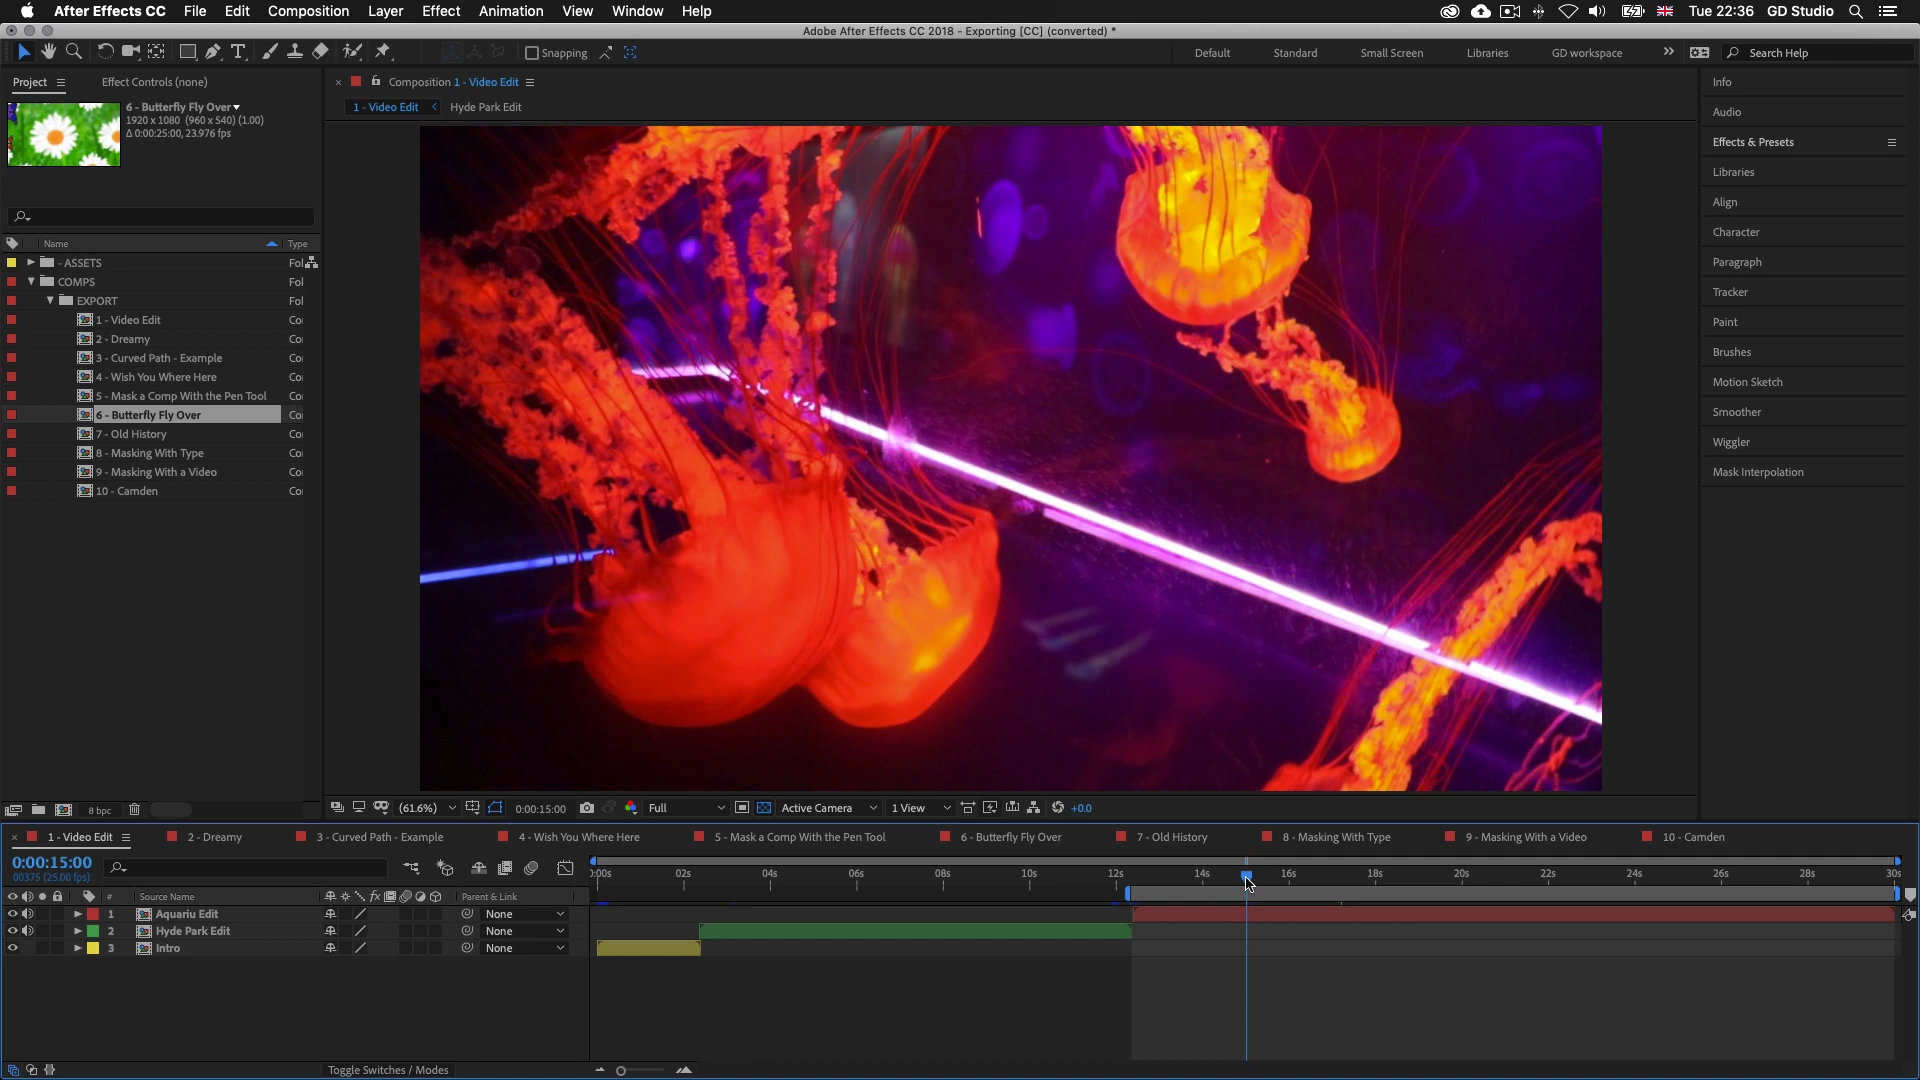 After Effects CC File Edit Composition Layer Effect Animation View Window Help Tue 22:36 GD Studio
Adobe After Effects CC 2018 - Exporting [CC] (converted) *
Snapping Default Standard Small Screen Libraries GD workspace Search Help
Project Effect Controls (none)
6 - Butterfly Fly Over
1920 x 1080 (960 x 540) (1.00)
Δ 0:00:25:00, 23.976 fps
Name Type
- ASSETS Fol
COMPS Fol
EXPORT Fol
1 - Video Edit Co
2 - Dreamy Co
3 - Curved Path - Example Co
4 - Wish You Where Here Co
5 - Mask a Comp With the Pen Tool Co
6 - Butterfly Fly Over Co
7 - Old History Co
8 - Masking With Type Co
9 - Masking With a Video Co
10 - Camden Co
8 bpc
Composition 1 - Video Edit
1 - Video Edit Hyde Park Edit
(61.6%) 0:00:15:00 Full Active Camera 1 View +0.0
Info
Audio
Effects & Presets
Libraries
Align
Character
Paragraph
Tracker
Paint
Brushes
Motion Sketch
Smoother
Wiggler
Mask Interpolation
1 - Video Edit 2 - Dreamy 3 - Curved Path - Example 4 - Wish You Where Here 5 - Mask a Comp With the Pen Tool 6 - Butterfly Fly Over 7 - Old History 8 - Masking With Type 9 - Masking With a Video 10 - Camden
0:00:15:00
00375 (25.00 fps)
):00s 02s 04s 06s 08s 10s 12s 14s 16s 18s 20s 22s 24s 26s 28s 30s
# Source Name Parent & Link
1 Aquariu Edit None
2 Hyde Park Edit None
3 Intro None
Toggle Switches / Modes